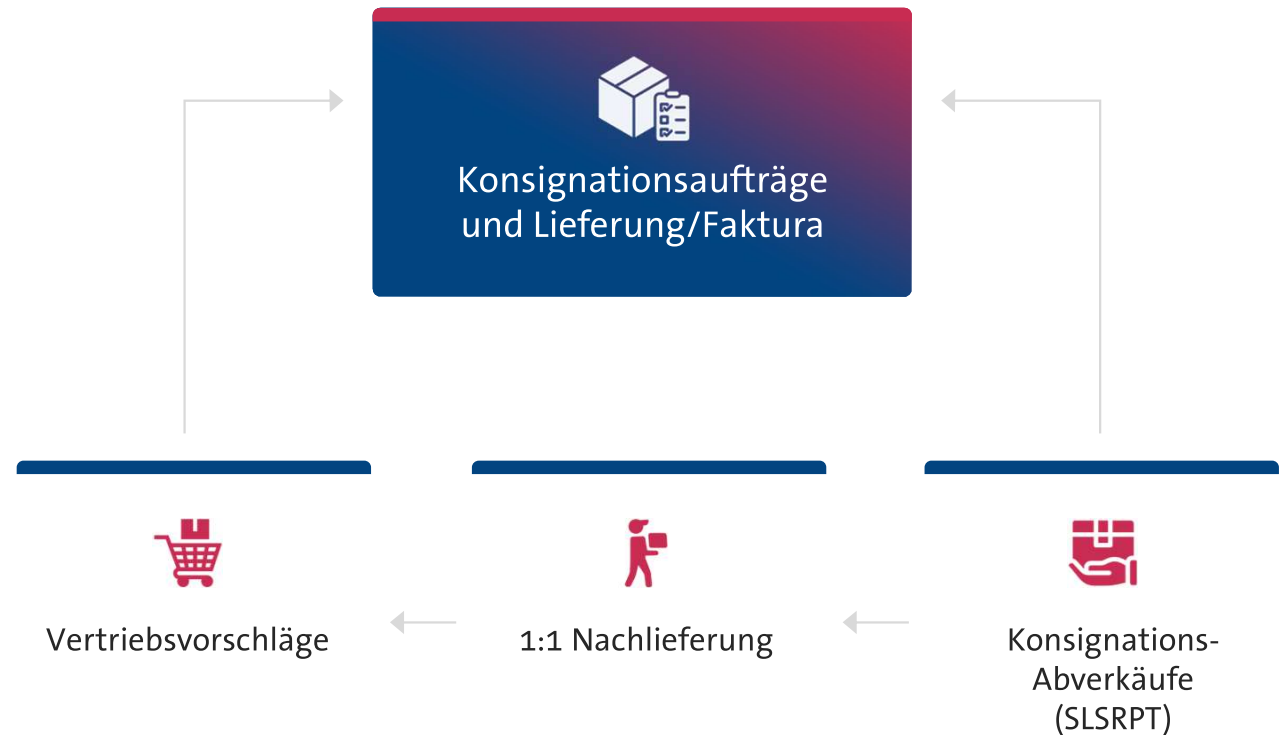 Konsignationsaufträge
und Lieferung/Faktura
Vertriebsvorschläge
1:1 Nachlieferung
Konsignations-
Abverkäufe
(SLSRPT)